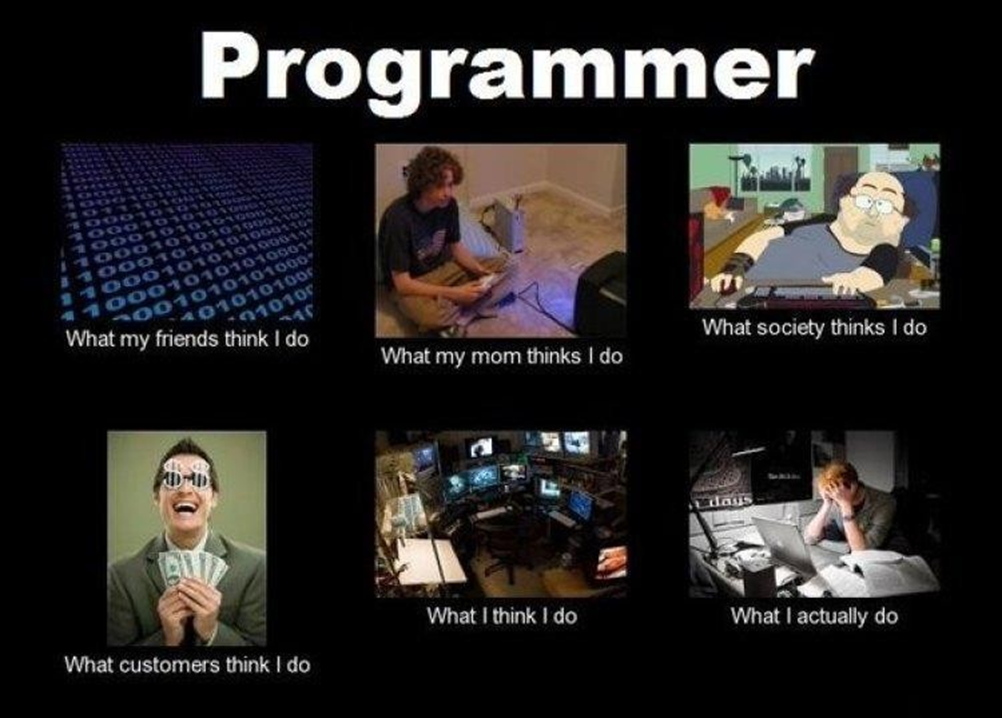 Programmer
What my friends think I do
What my mom thinks I do
What society thinks I do
days
What customers think I do
What I think I do
What I actually do